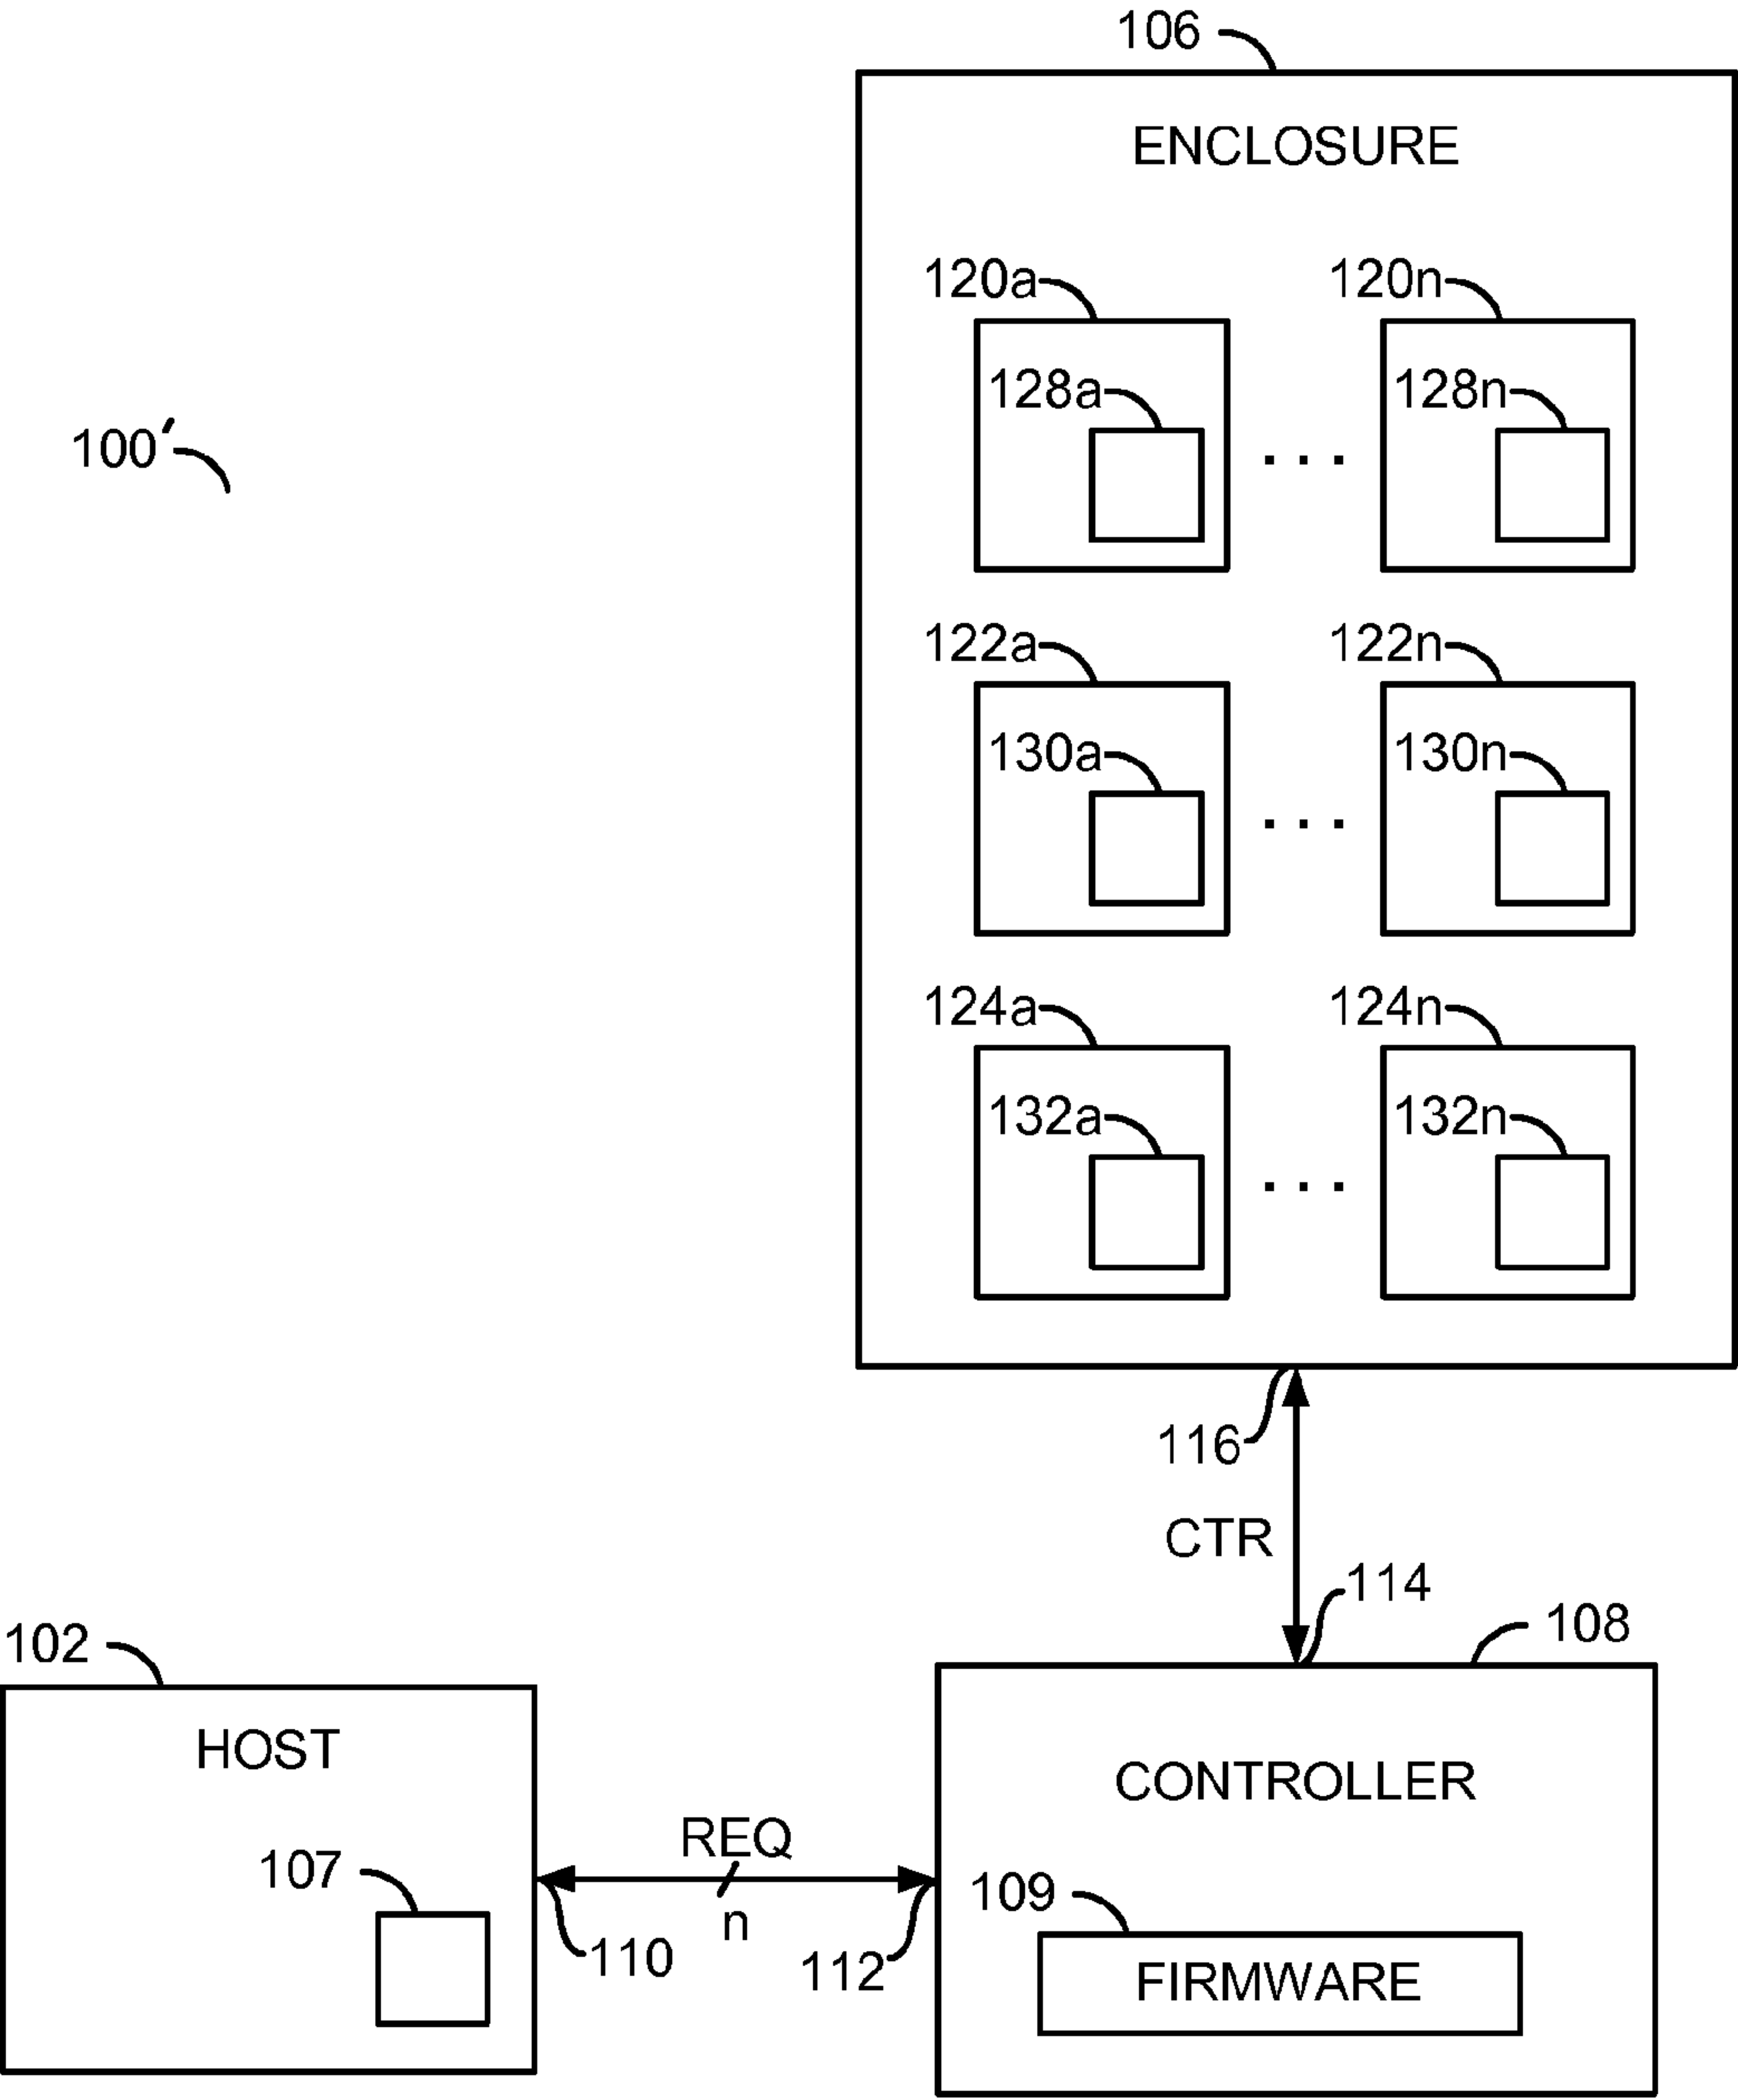 106
ENCLOSURE
120a 120n
128a 128n
100′
. . .
122a 122n
130a 130n
. . .
124a 124n
132a 132n
. . .
116
CTR
114
102 108
HOST
CONTROLLER
REQ
107 109
n
110 112
FIRMWARE